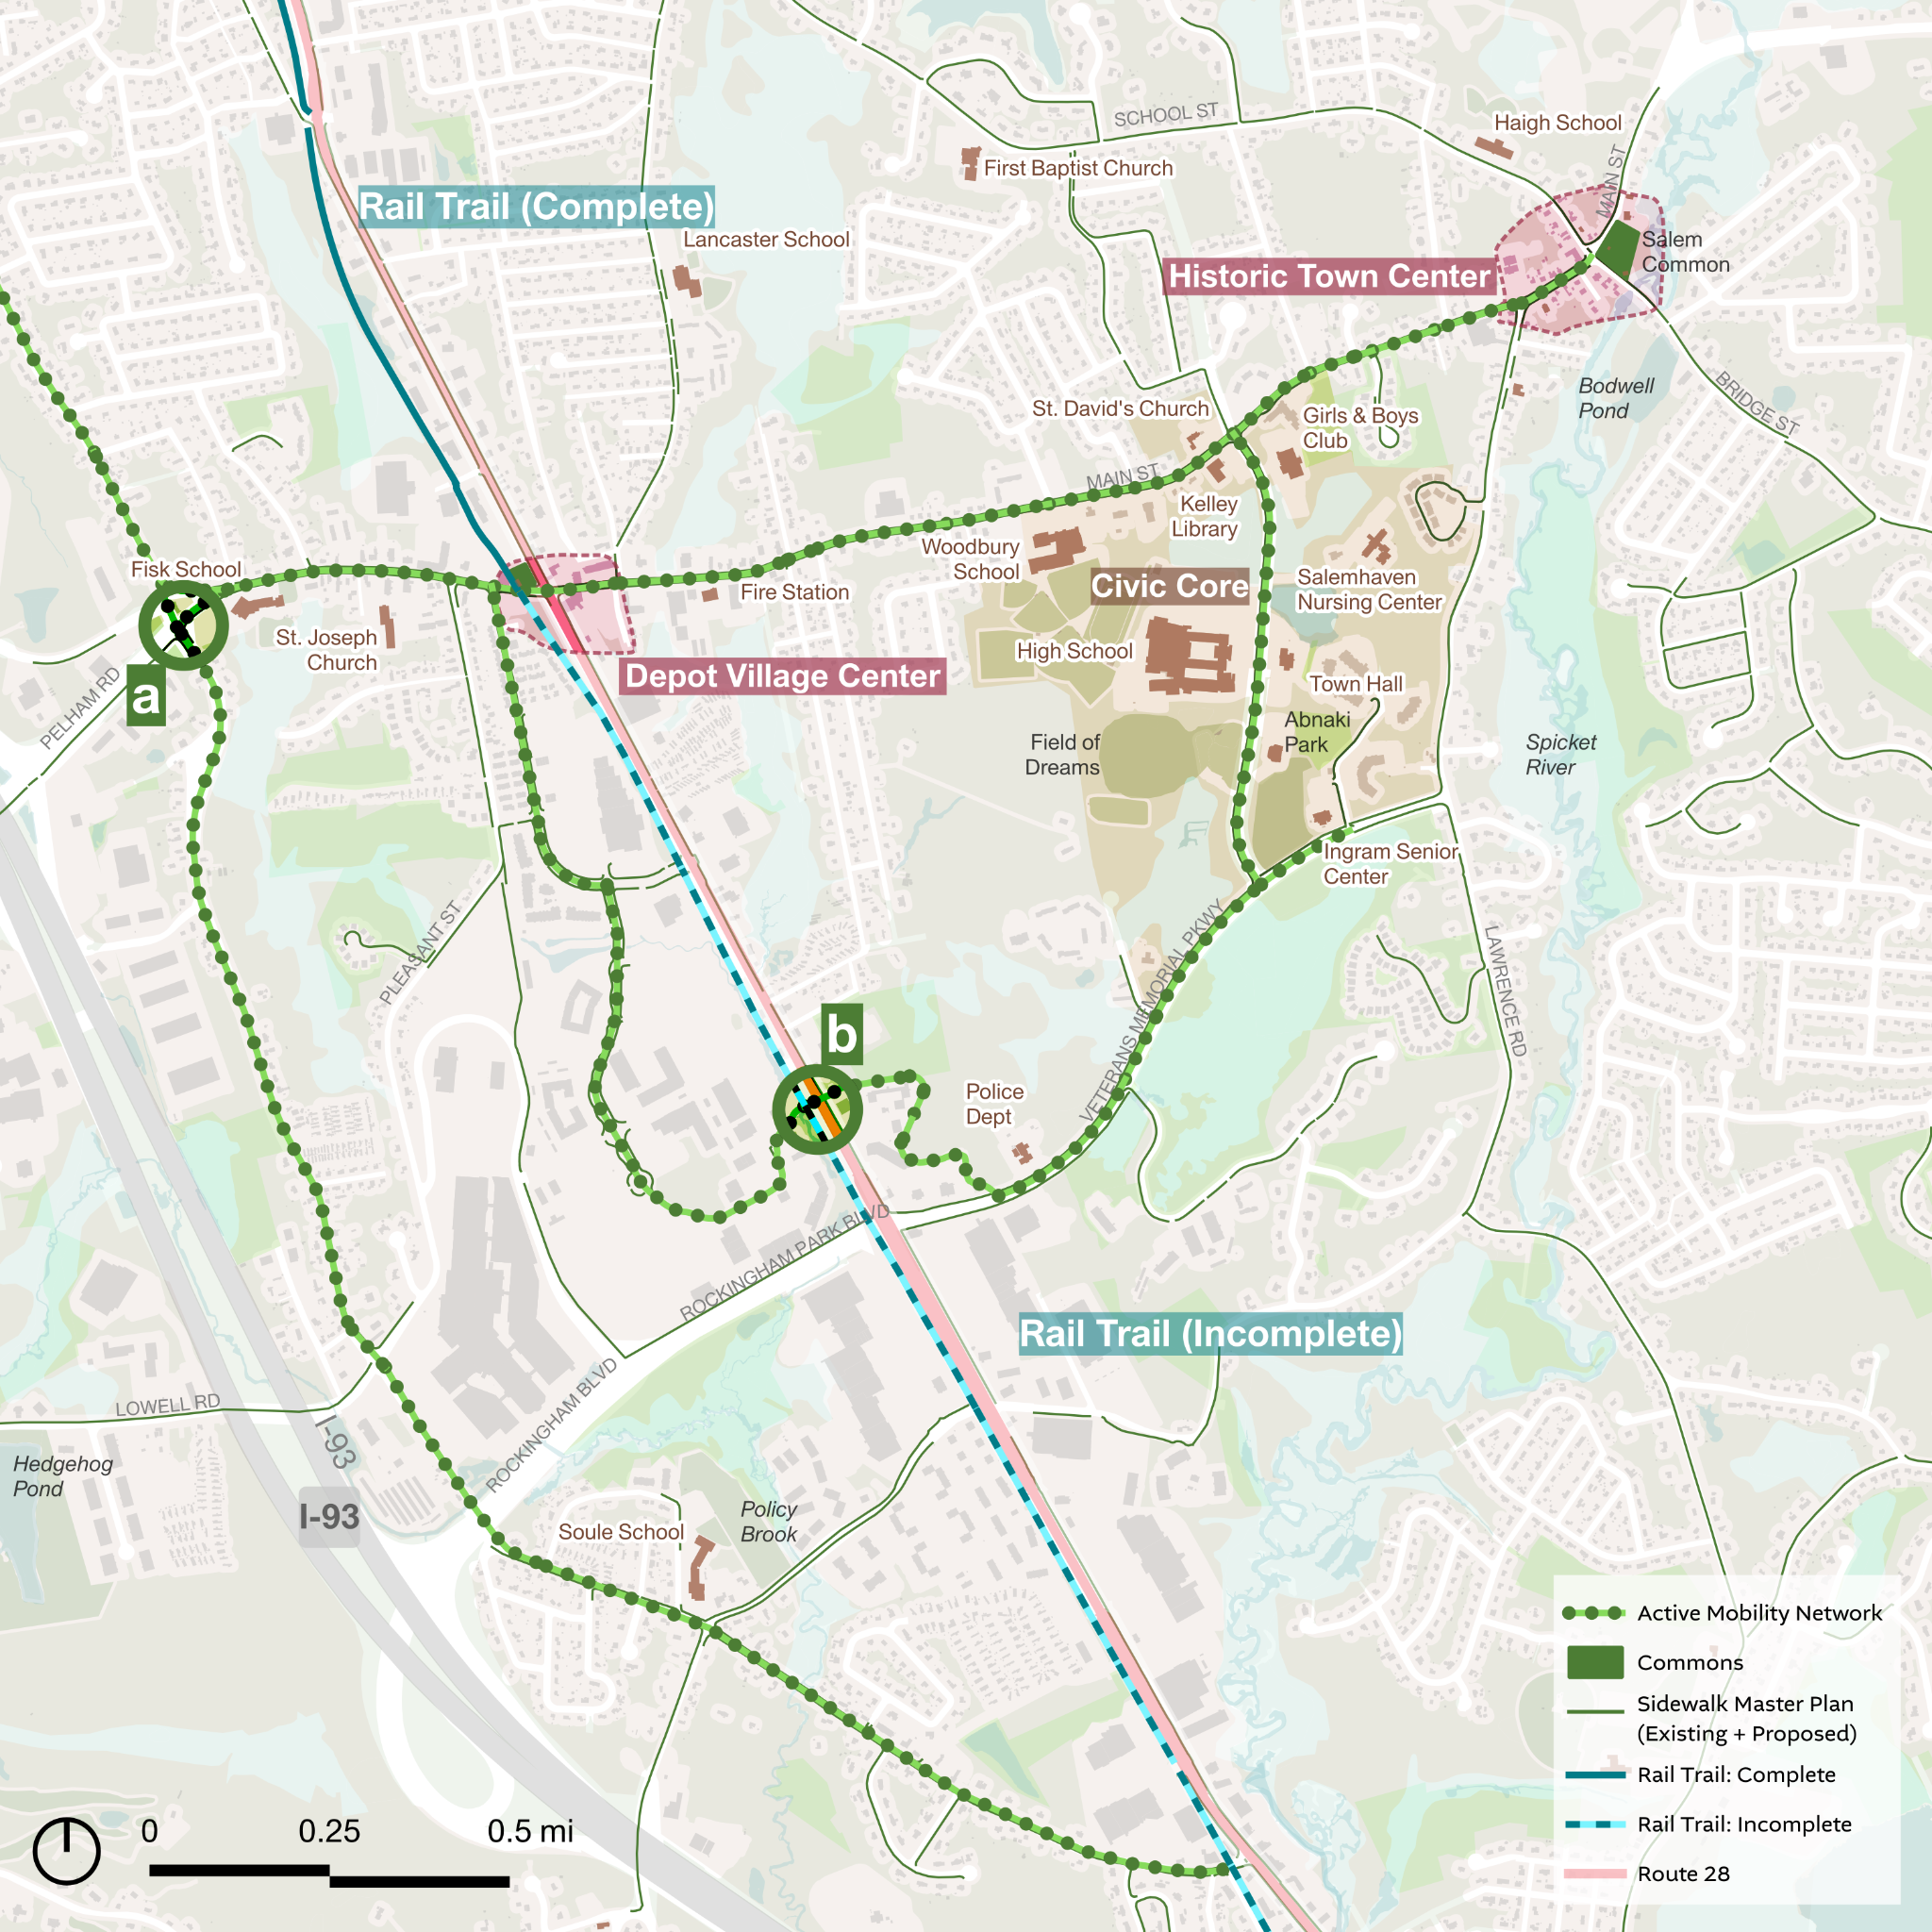 SCHOOL ST
Haigh School
First Baptist Church
MAIN ST
Rail Trail (Complete)
Lancaster School
Salem
Common
Historic Town Center
Bodwell
Pond
BRIDGE ST
St. David's Church
Girls & Boys
Club
MAIN ST
Kelley
Library
Woodbury
School
Fisk School
Civic Core
Salemhaven
Nursing Center
Fire Station
St. Joseph
Church
High School
Depot Village Center
Town Hall
a
PELHAM RD
Abnaki
Park
Field of
Dreams
Spicket
River
Ingram Senior
Center
PLEASANT ST
VETERANS MEMORIAL PKWY
LAWRENCE RD
b
Police
Dept
ROCKINGHAM PARK BLVD
Rail Trail (Incomplete)
LOWELL RD
I-93
ROCKINGHAM BLVD
Hedgehog
Pond
I-93
Soule School
Policy
Brook
Active Mobility Network
Commons
Sidewalk Master Plan
(Existing + Proposed)
Rail Trail: Complete
Rail Trail: Incomplete
Route 28
0 0.25 0.5 mi